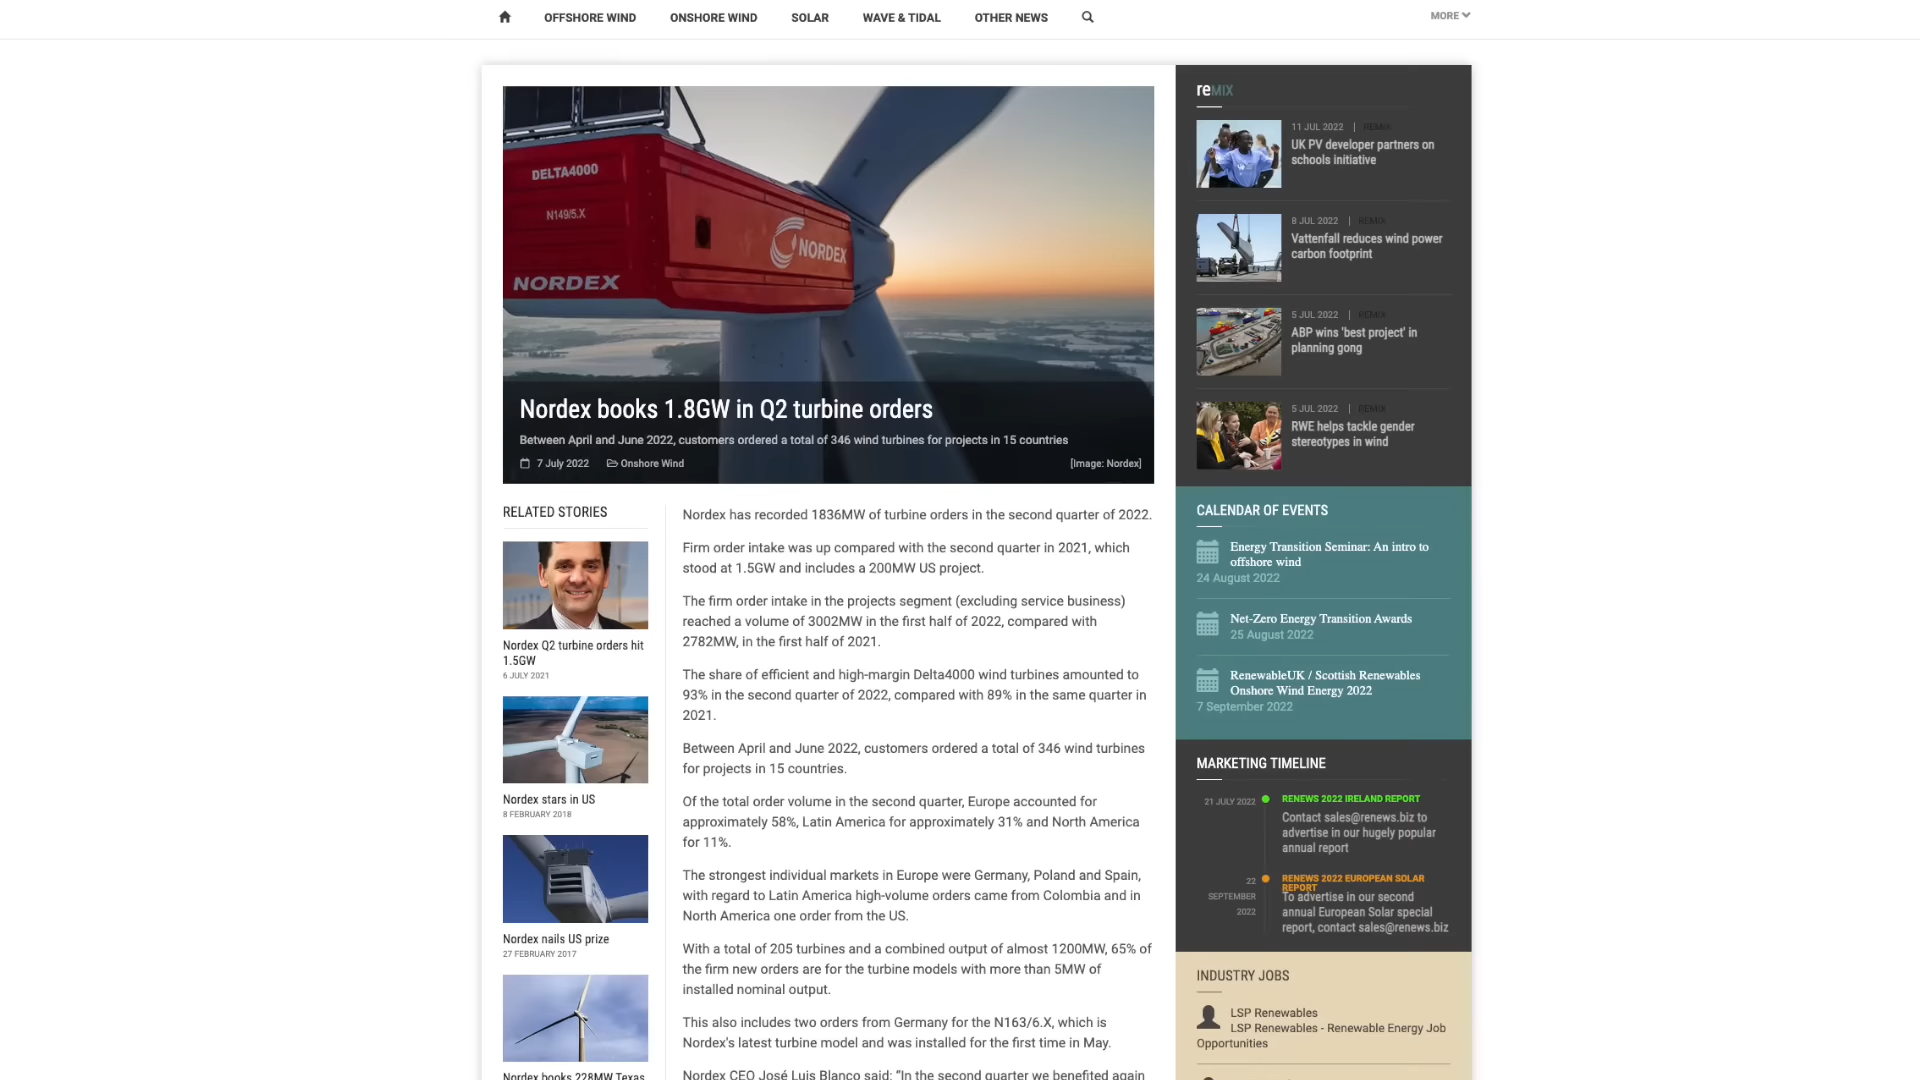 OFFSHORE WIND
ONSHORE WIND
SOLAR
WAVE & TIDAL
OTHER NEWS
MORE
DELTA4000
N149/5.X
NORDEX
NORDEX
Nordex books 1.8GW in Q2 turbine orders
Between April and June 2022, customers ordered a total of 346 wind turbines for projects in 15 countries
7 July 2022
Onshore Wind
[Image: Nordex]
RELATED STORIES
Nordex Q2 turbine orders hit
1.5GW
6 JULY 2021
Nordex stars in US
8 FEBRUARY 2018
Nordex nails US prize
27 FEBRUARY 2017
Nordex books 228MW Texas
Nordex has recorded 1836MW of turbine orders in the second quarter of 2022.
Firm order intake was up compared with the second quarter in 2021, which
stood at 1.5GW and includes a 200MW US project.
The firm order intake in the projects segment (excluding service business)
reached a volume of 3002MW in the first half of 2022, compared with
2782MW, in the first half of 2021.
The share of efficient and high-margin Delta4000 wind turbines amounted to
93% in the second quarter of 2022, compared with 89% in the same quarter in
2021.
Between April and June 2022, customers ordered a total of 346 wind turbines
for projects in 15 countries.
Of the total order volume in the second quarter, Europe accounted for
approximately 58%, Latin America for approximately 31% and North America
for 11%.
The strongest individual markets in Europe were Germany, Poland and Spain,
with regard to Latin America high-volume orders came from Colombia and in
North America one order from the US.
With a total of 205 turbines and a combined output of almost 1200MW, 65% of
the firm new orders are for the turbine models with more than 5MW of
installed nominal output.
This also includes two orders from Germany for the N163/6.X, which is
Nordex's latest turbine model and was installed for the first time in May.
Nordex CEO José Luis Blanco said: “In the second quarter we benefited again
reMIX
11 JUL 2022 | REMIX
UK PV developer partners on
schools initiative
8 JUL 2022 | REMIX
Vattenfall reduces wind power
carbon footprint
5 JUL 2022 | REMIX
ABP wins 'best project' in
planning gong
5 JUL 2022 | REMIX
RWE helps tackle gender
stereotypes in wind
CALENDAR OF EVENTS
Energy Transition Seminar: An intro to
offshore wind
24 August 2022
Net-Zero Energy Transition Awards
25 August 2022
RenewableUK / Scottish Renewables
Onshore Wind Energy 2022
7 September 2022
MARKETING TIMELINE
21 JULY 2022
RENEWS 2022 IRELAND REPORT
Contact sales@renews.biz to
advertise in our hugely popular
annual report
22
SEPTEMBER
2022
RENEWS 2022 EUROPEAN SOLAR
REPORT
To advertise in our second
annual European Solar special
report, contact sales@renews.biz
INDUSTRY JOBS
LSP Renewables
LSP Renewables - Renewable Energy Job
Opportunities